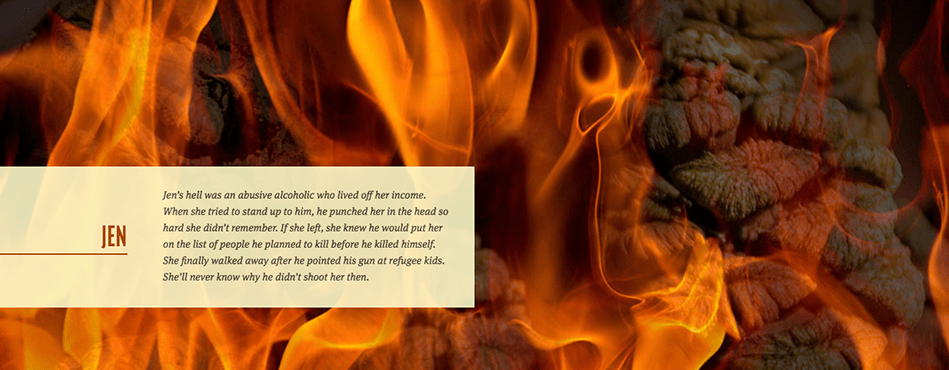 JEN
Jen's hell was an abusive alcoholic who lived off her income.
When she tried to stand up to him, he punched her in the head so
hard she didn't remember. If she left, she knew he would put her
on the list of people he planned to kill before he killed himself.
She finally walked away after he pointed his gun at refugee kids.
She'll never know why he didn't shoot her then.